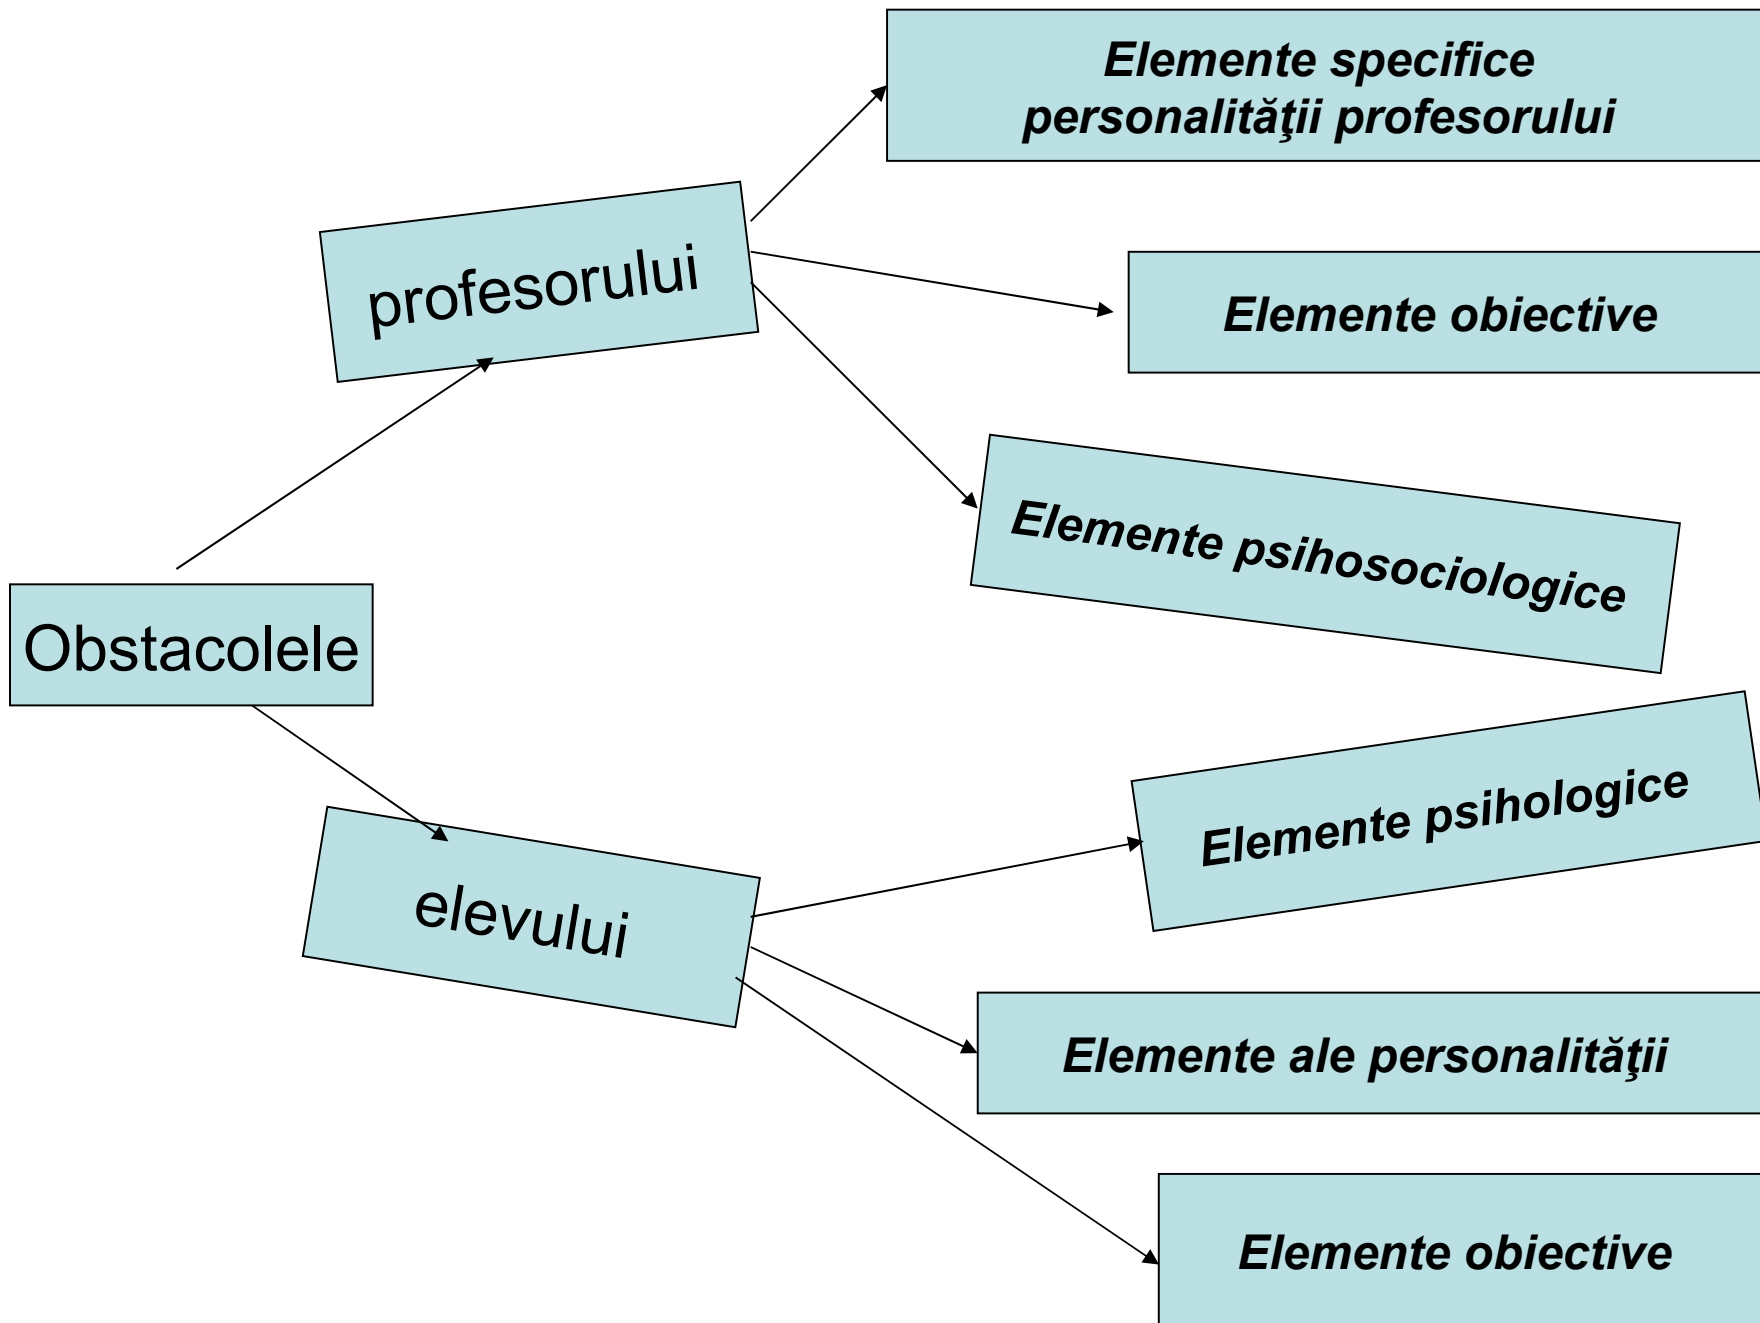 Elemente specifice
personalităţii profesorului
profesorului
Elemente obiective
Elemente psihosociologice
Obstacolele
Elemente psihologice
elevului
Elemente ale personalităţii
Elemente obiective